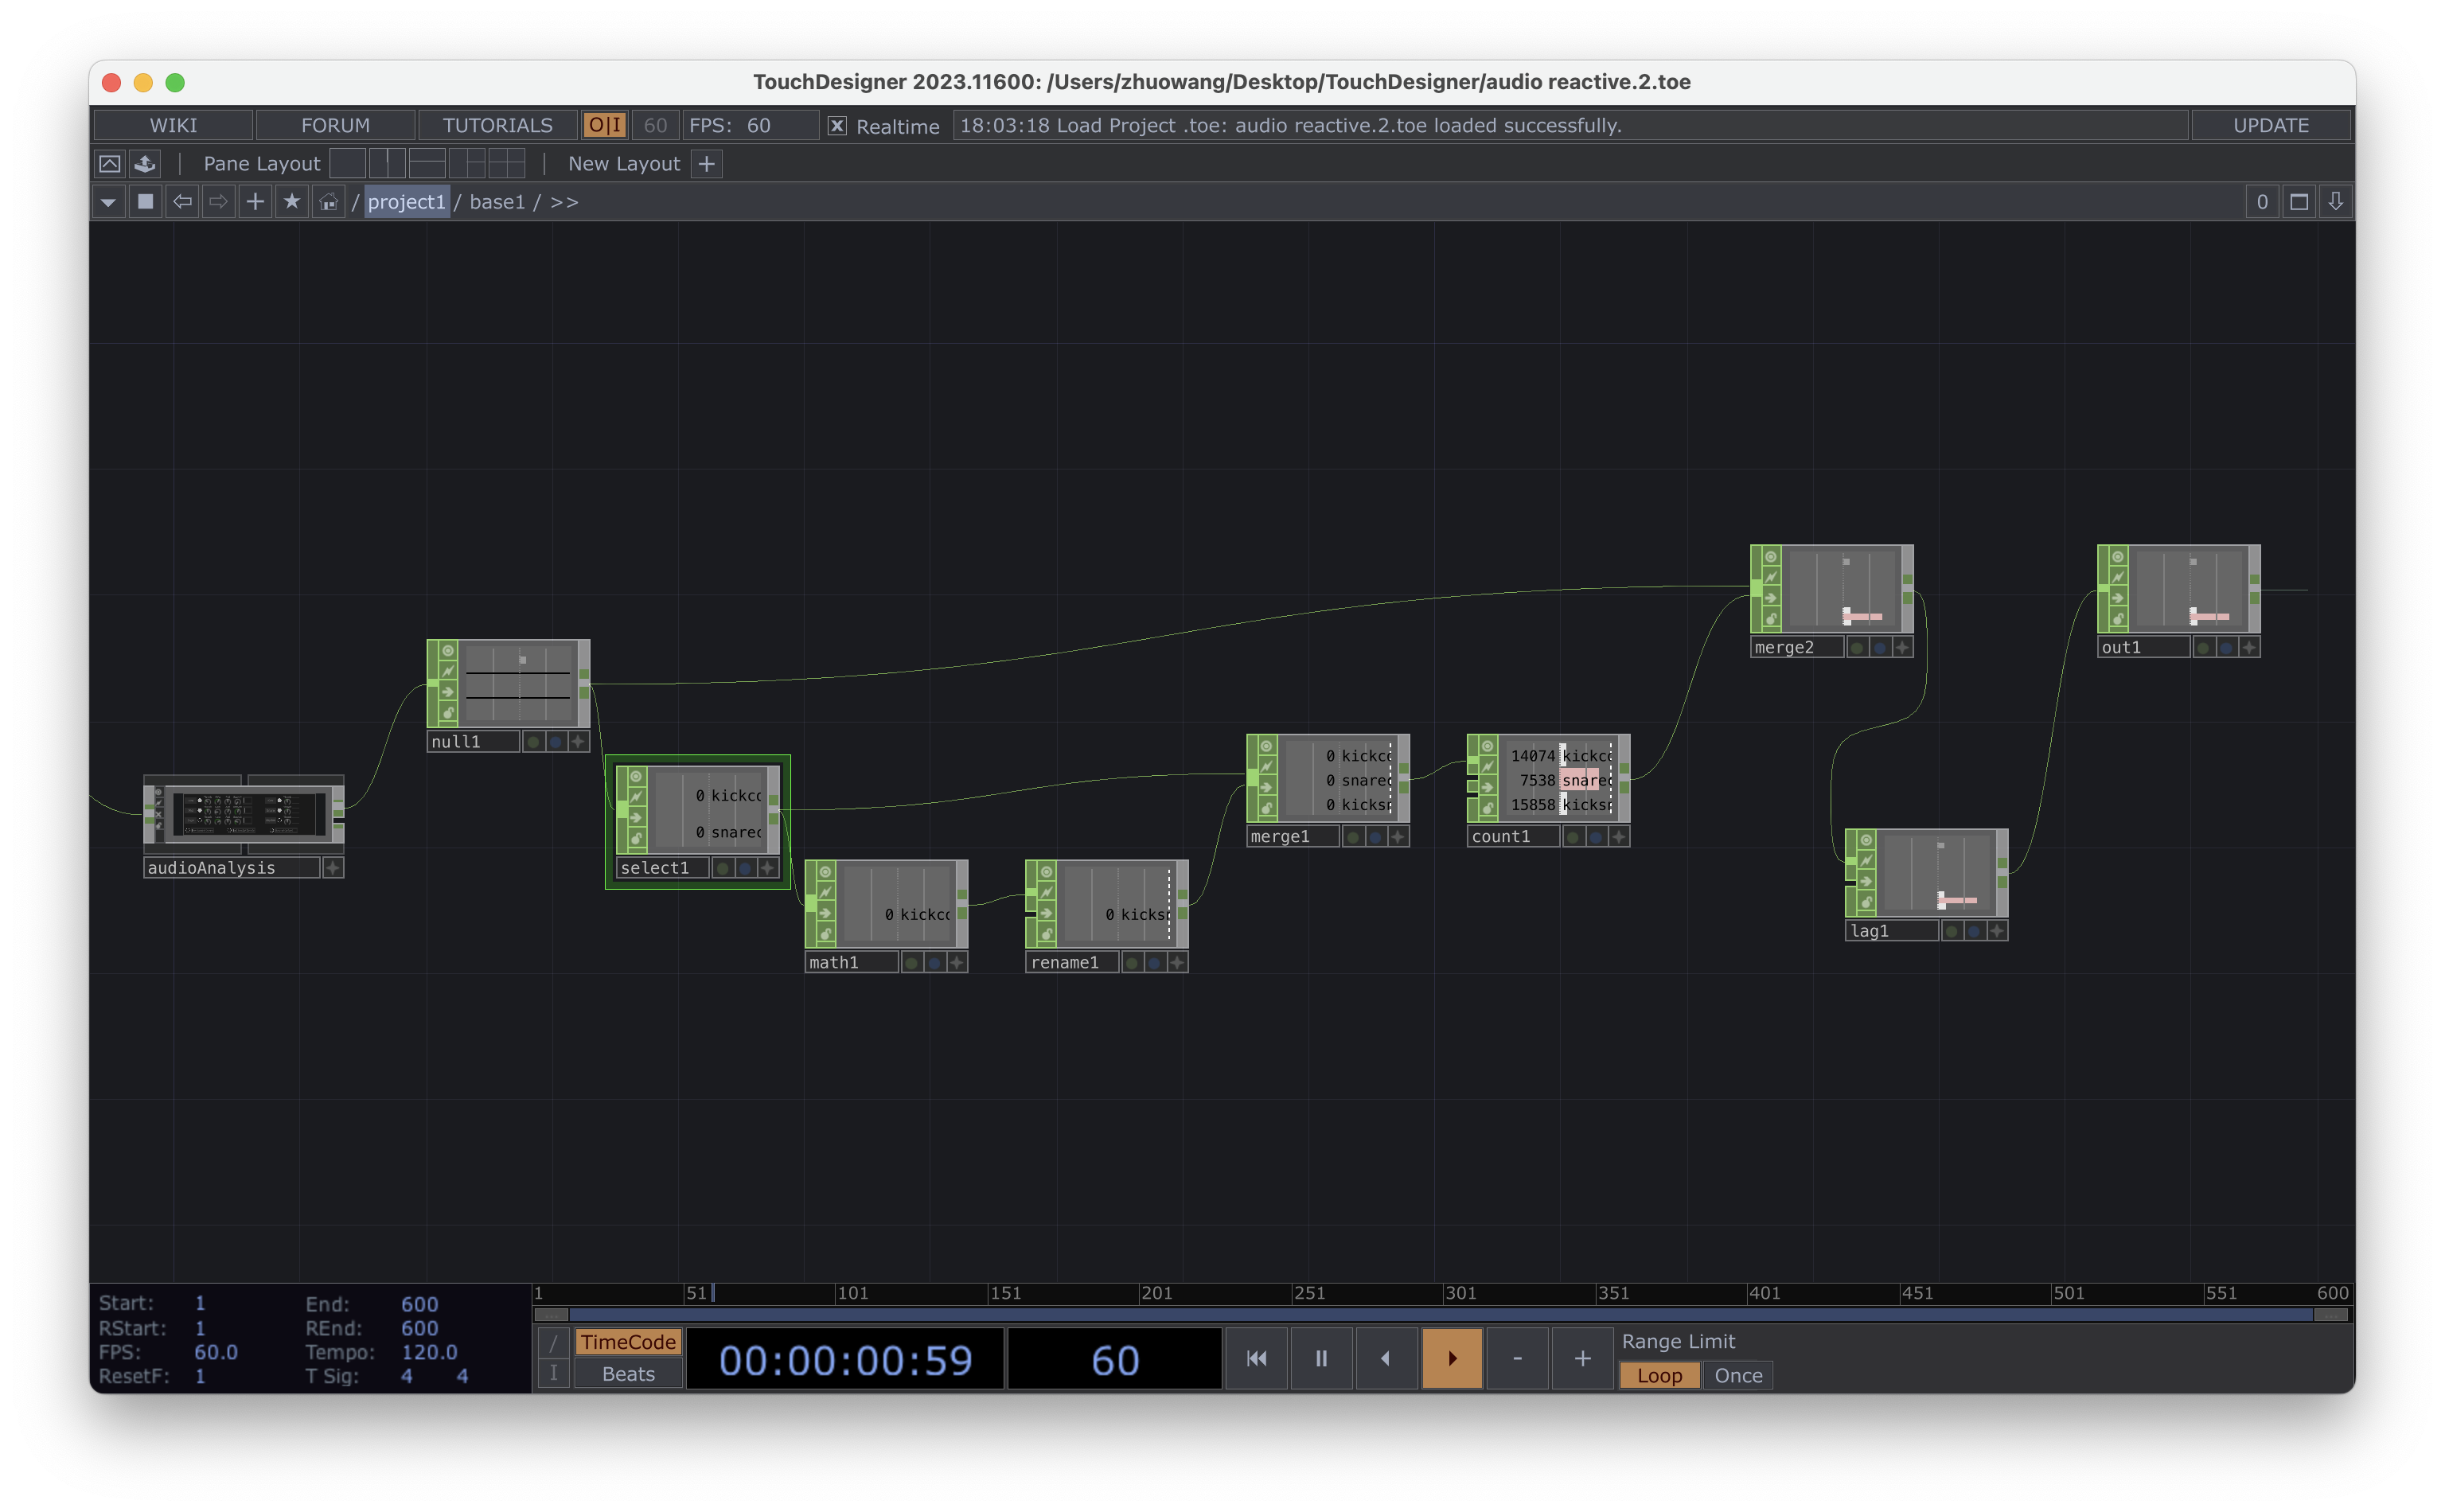 TouchDesigner 2023.11600: /Users/zhuowang/Desktop/TouchDesigner/audio reactive.2.toe
WIKI FORUM TUTORIALS O|I 60 FPS: 60 Realtime 18:03:18 Load Project .toe: audio reactive.2.toe loaded successfully. UPDATE
Pane Layout New Layout +
/ project1 / base1 / >> 0
merge2
out1
null1
0 kickc
0 snare
select1
audioAnalysis
0 kickc
math1
0 kicks
rename1
0 kickc
0 snare
0 kicks
merge1
14074 kickc
7538 snare
15858 kicks
count1
lag1
1 51 101 151 201 251 301 351 401 451 501 551 600
Start: 1 End: 600
RStart: 1 REnd: 600
FPS: 60.0 Tempo: 120.0
ResetF: 1 T Sig: 4 4
/ TimeCode
I Beats
00:00:00:59
60
- +
Range Limit
Loop Once